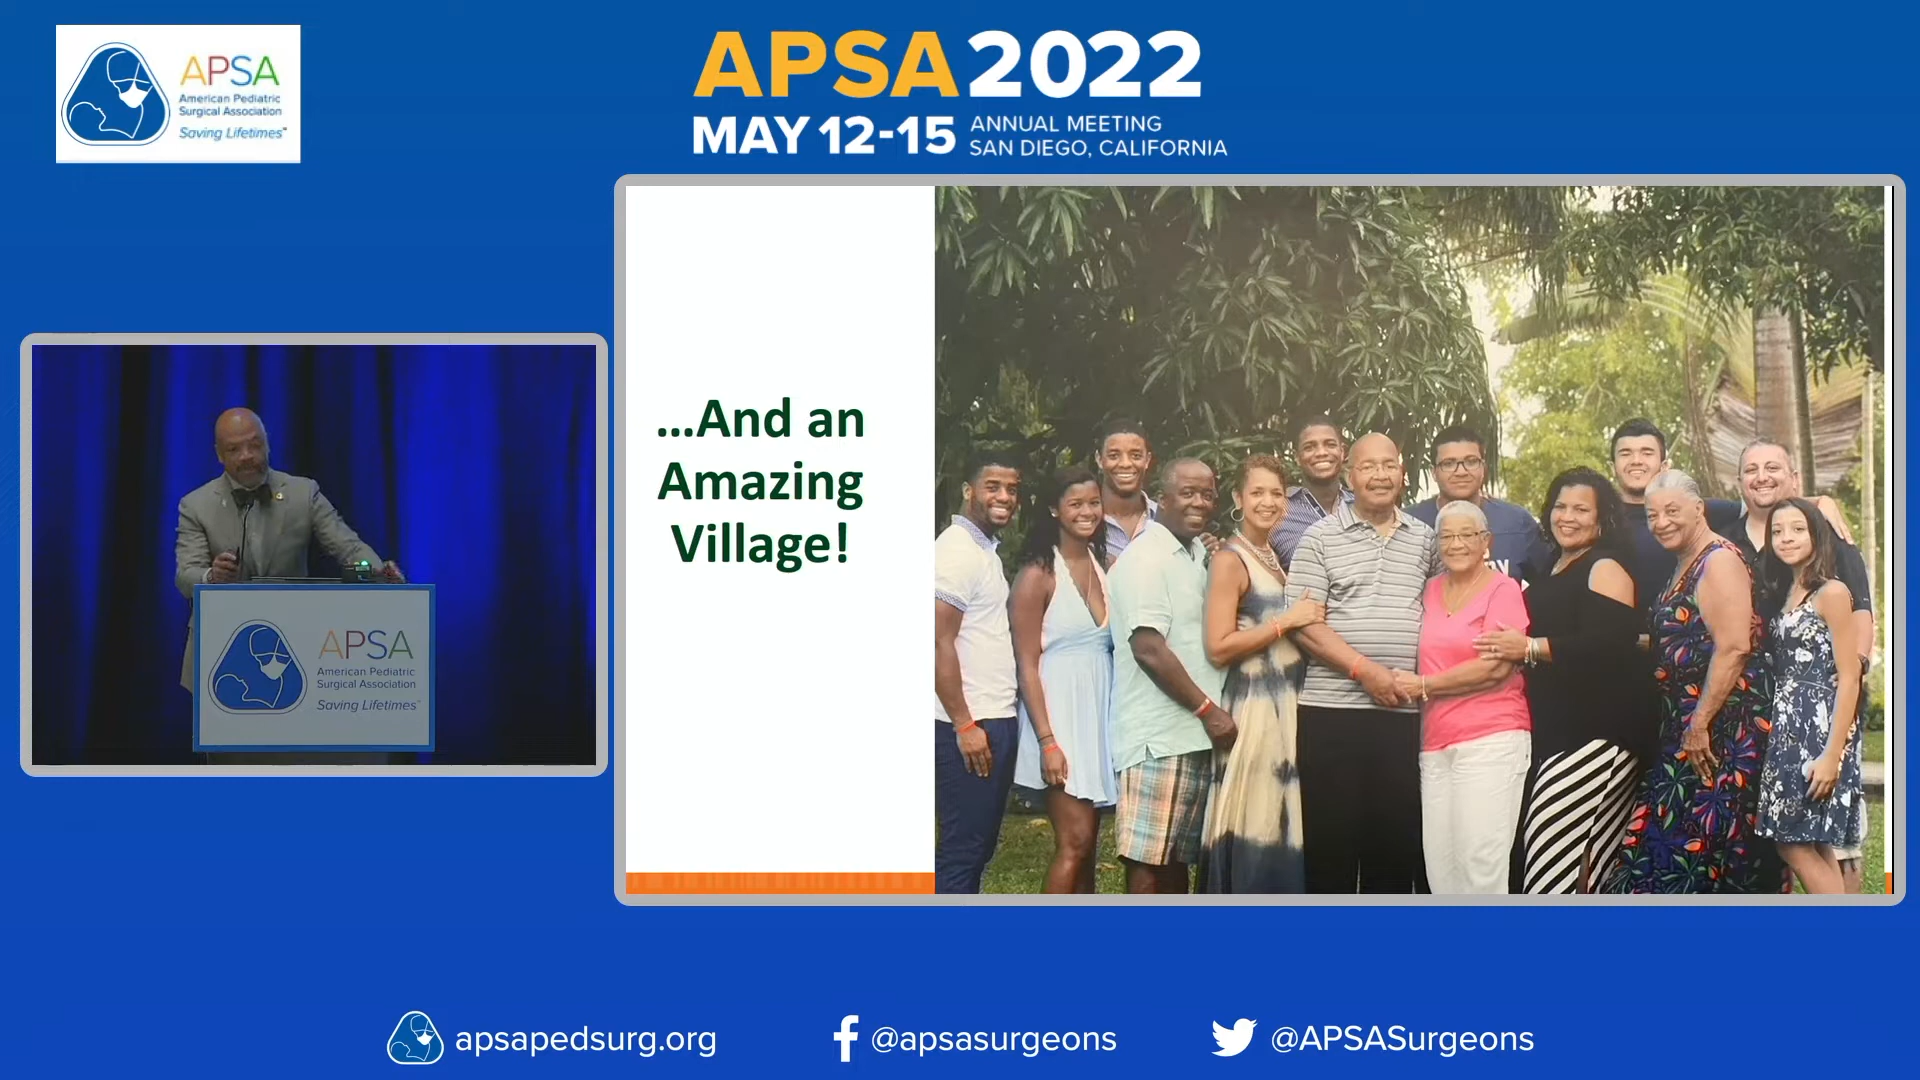 APSA
American Pediatric
Surgical Association
Saving Lifetimes™
APSA 2022
MAY 12-15
ANNUAL MEETING
SAN DIEGO, CALIFORNIA
...And an
Amazing
Village!
APSA
American Pediatric
Surgical Association
Saving Lifetimes
apsapedsurg.org
@apsasurgeons
@APSASurgeons